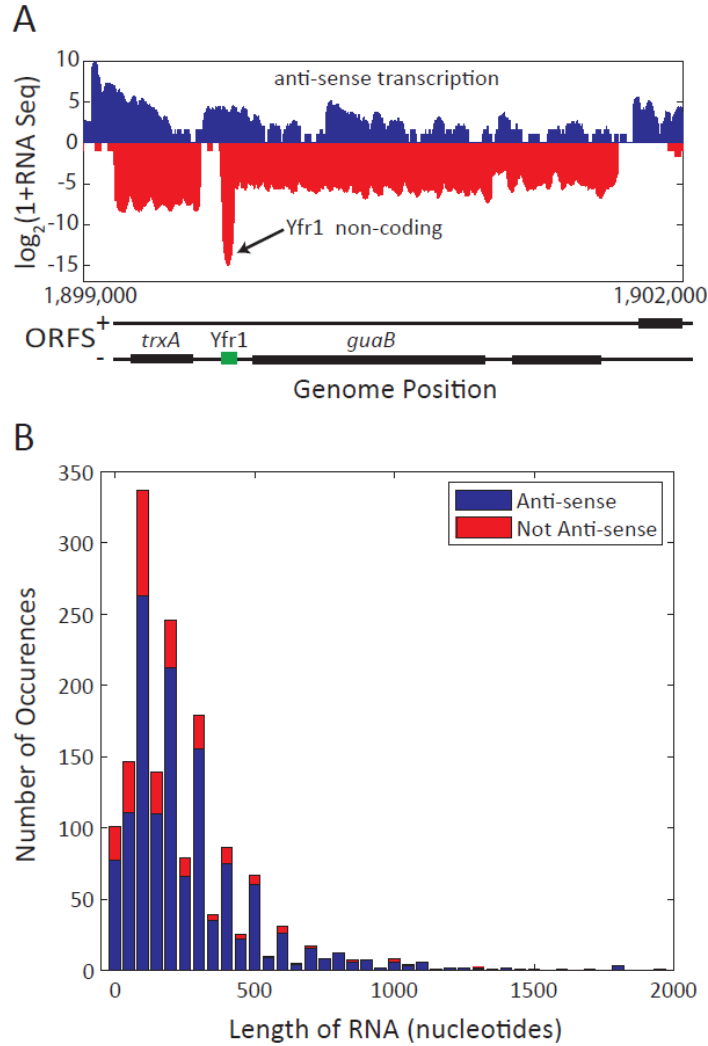 A
log2(1+RNA Seq)
10
5
0
-5
-10
-15
anti-sense transcription
Yfr1 non-coding
1,899,000
1,902,000
ORFS
+
-
trxA
Yfr1
guaB
Genome Position
B
Number of Occurences
350
300
250
200
150
100
50
0
Anti-sense
Not Anti-sense
0
500
1000
1500
2000
Length of RNA (nucleotides)